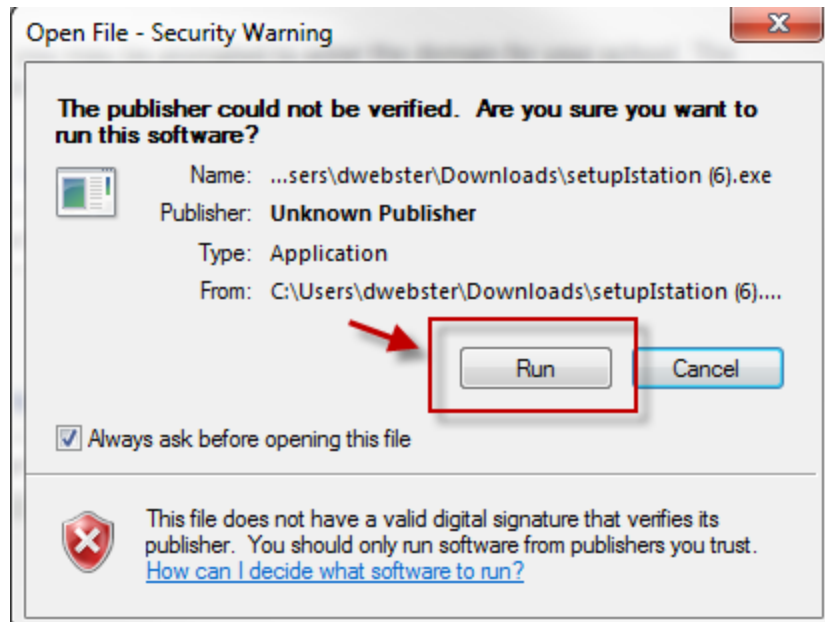 Open File - Security Warning
The publisher could not be verified.  Are you sure you want to
run this software?
Name: ...sers\dwebster\Downloads\setupIstation (6).exe
Publisher: Unknown Publisher
Type: Application
From: C:\Users\dwebster\Downloads\setupIstation (6)....
Run Cancel
Always ask before opening this file
This file does not have a valid digital signature that verifies its
publisher.  You should only run software from publishers you trust.
How can I decide what software to run?